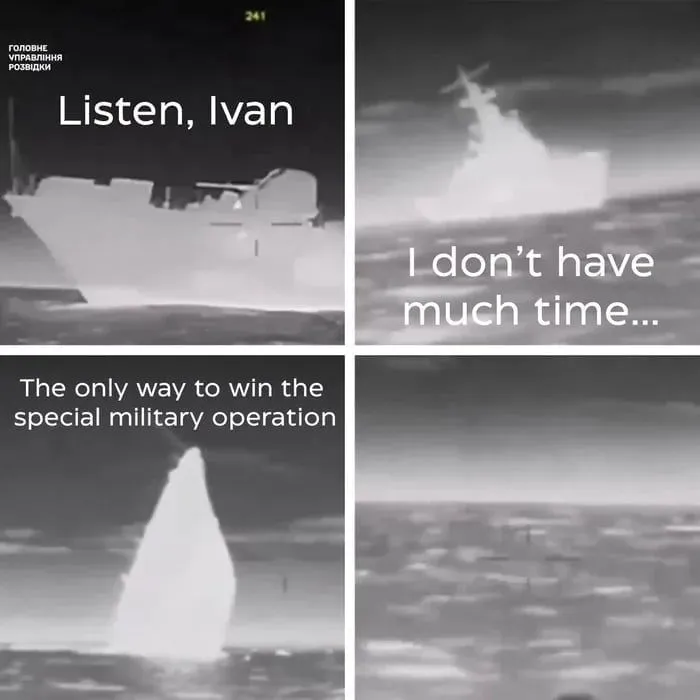 241
ГОЛОВНЕ
УПРАВЛІННЯ
РОЗВІДКИ
Listen, Ivan
I don't have
much time...
The only way to win the
special military operation